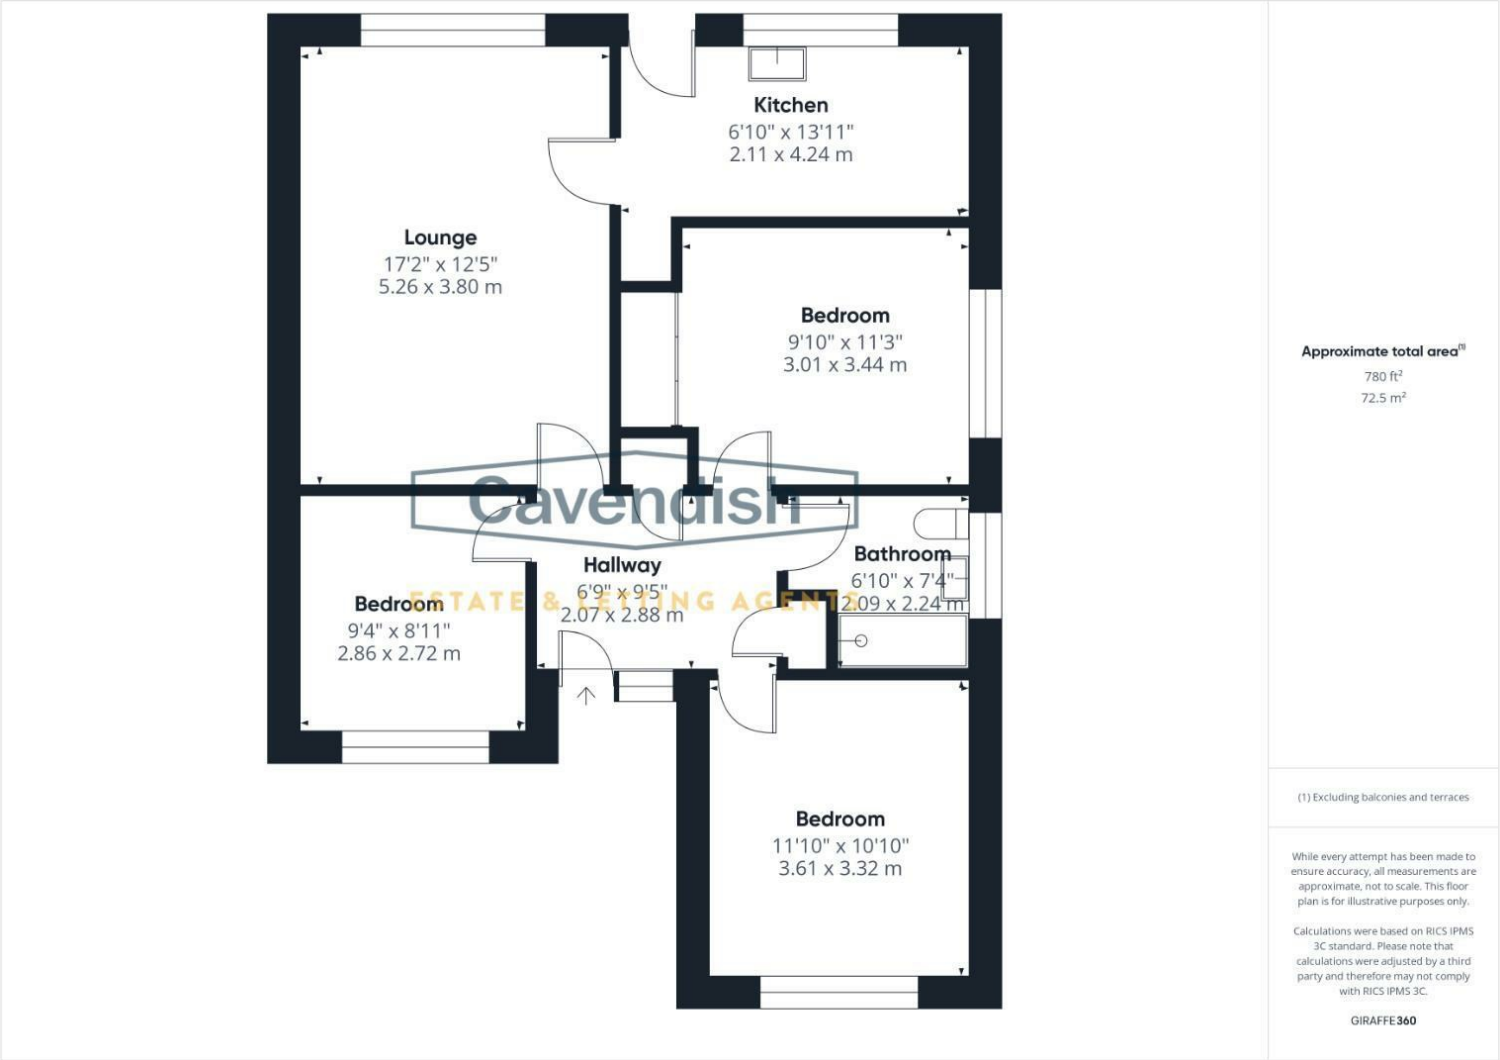 Kitchen
6'10" x 13'11"
2.11 x 4.24 m
Lounge
17'2" x 12'5"
5.26 x 3.80 m
Bedroom
9'10" x 11'3"
3.01 x 3.44 m
Cavendish
ESTATE & LETTING AGENTS
Hallway
6'9" x 9'5"
2.07 x 2.88 m
Bathroom
6'10" x 7'4"
2.09 x 2.24 m
Bedroom
9'4" x 8'11"
2.86 x 2.72 m
Bedroom
11'10" x 10'10"
3.61 x 3.32 m
Approximate total area(1)
780 ft²
72.5 m²
(1) Excluding balconies and terraces
While every attempt has been made to
ensure accuracy, all measurements are
approximate, not to scale. This floor
plan is for illustrative purposes only.
Calculations were based on RICS IPMS
3C standard. Please note that
calculations were adjusted by a third
party and therefore may not comply
with RICS IPMS 3C.
GIRAFFE360